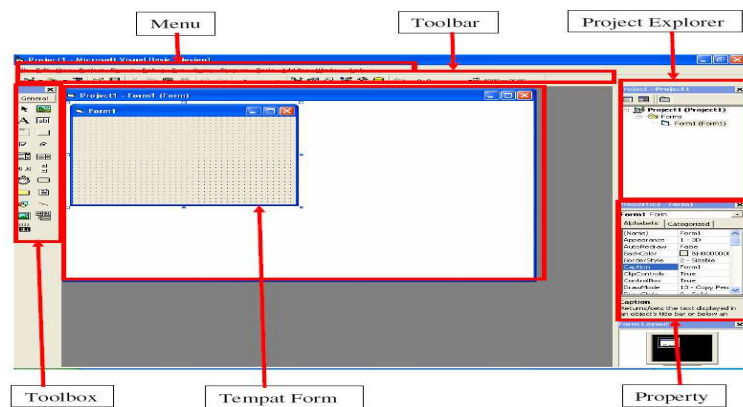 Menu
Toolbar
Project Explorer
Project1 - Microsoft Visual Basic [design]
General
Project1 - Form1 (Form)
Form1
Project - Project1
Project1 (Project1)
Forms
Form1 (Form1)
Properties - Form1
Form1 Form
Alphabetic Categorized
(Name) Form1
Appearance 1 - 3D
AutoRedraw False
BackColor &H8000000
BorderStyle 2 - Sizable
Caption Form1
ClipControls True
ControlBox True
DrawMode 13 - Copy Pen
Caption
Returns/sets the text displayed in
an object's title bar or below an
Form Layout
Toolbox
Tempat Form
Property